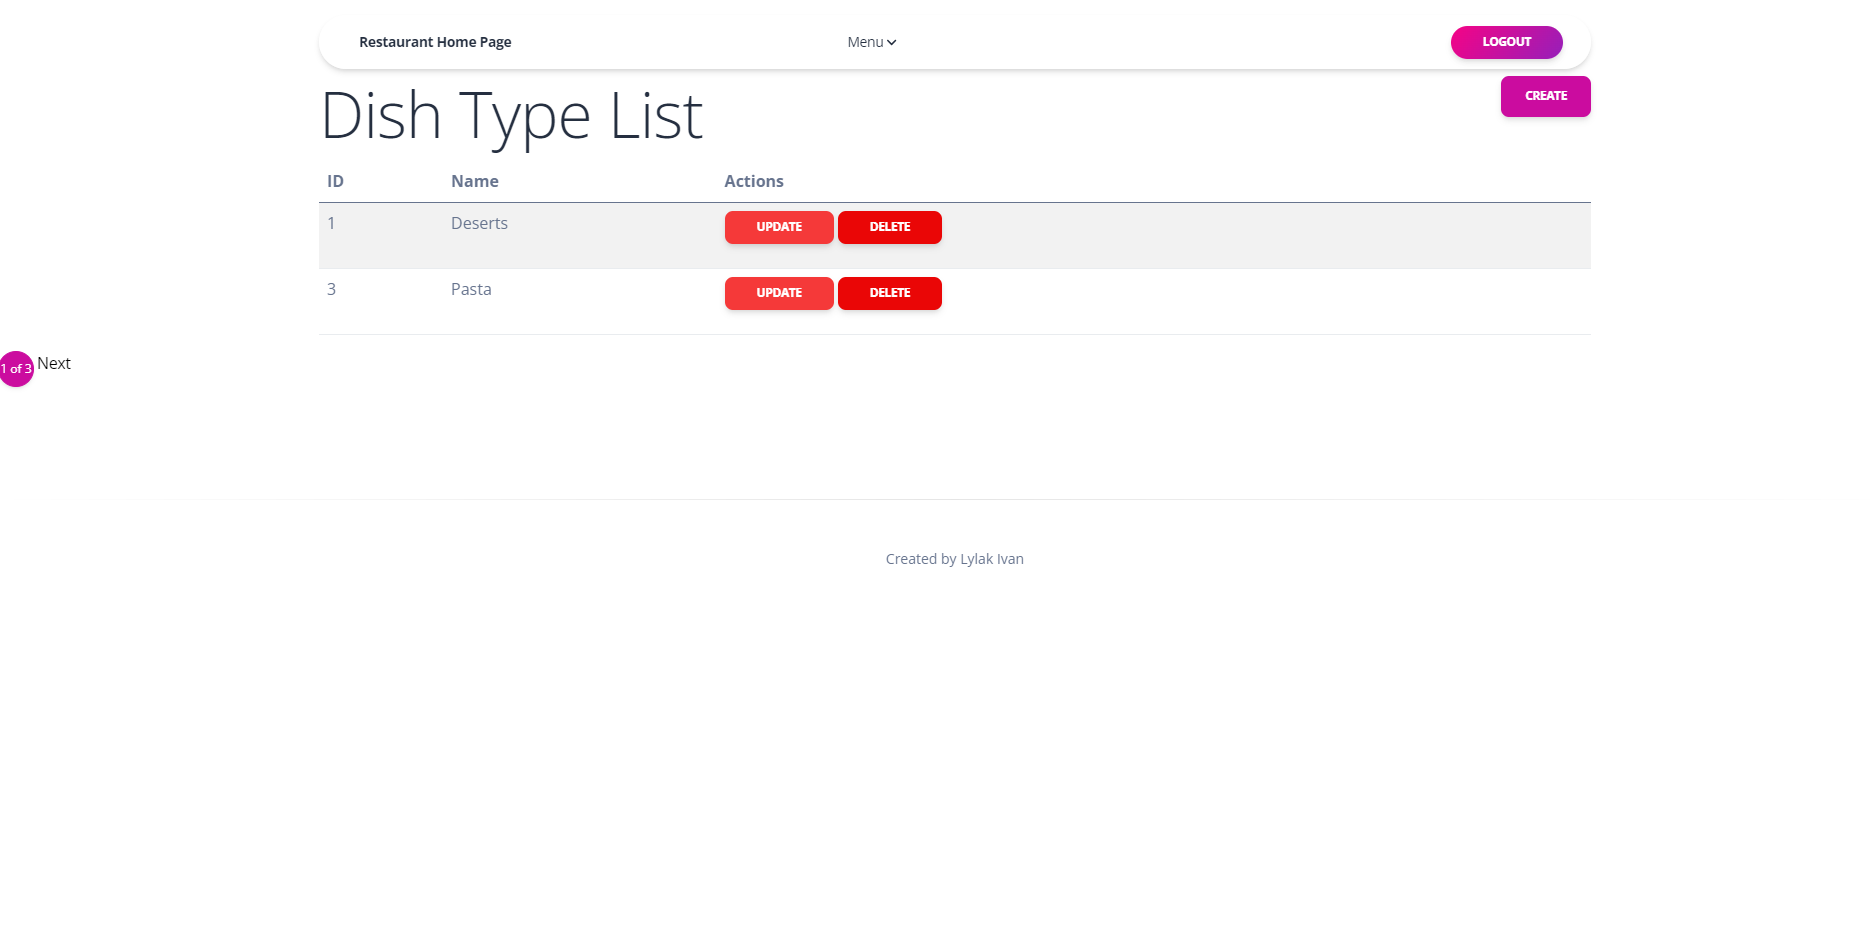 Restaurant Home Page Menu LOGOUT
CREATE
Dish Type List
ID Name Actions
1 Deserts UPDATE DELETE
3 Pasta UPDATE DELETE
1 of 3 Next
Created by Lylak Ivan